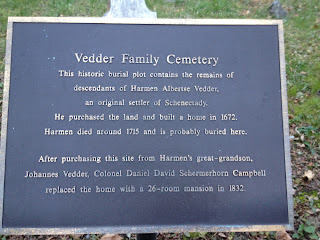 Vedder Family Cemetery
This historic burial plot contains the remains of
descendants of Harmen Albertse Vedder,
an original settler of Schenectady.
He purchased the land and built a home in 1672.
Harmen died around 1715 and is probably buried here.
After purchasing this site from Harmen's great-grandson,
Johannes Vedder, Colonel Daniel David Schermerhorn Campbell
replaced the home with a 26-room mansion in 1832.